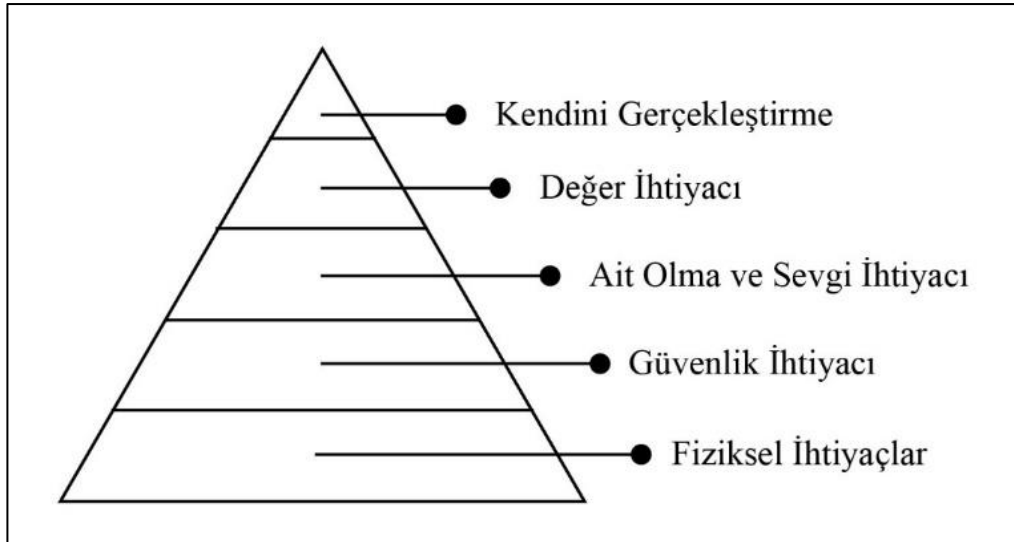 Kendini Gerçekleştirme
Değer İhtiyacı
Ait Olma ve Sevgi İhtiyacı
Güvenlik İhtiyacı
Fiziksel İhtiyaçlar